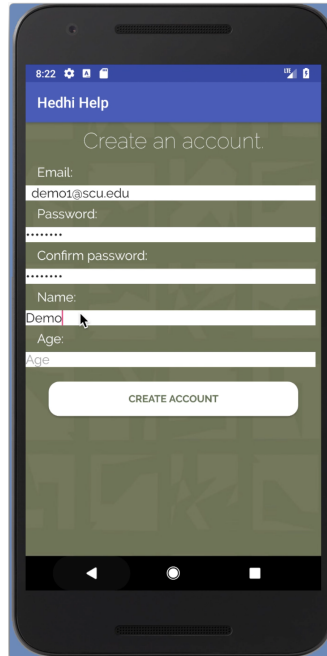 8:22
LTE
Hedhi Help
Create an account.
Email:
demo1@scu.edu
Password:
••••••••
Confirm password:
••••••••
Name:
Demo
Age:
Age
CREATE ACCOUNT